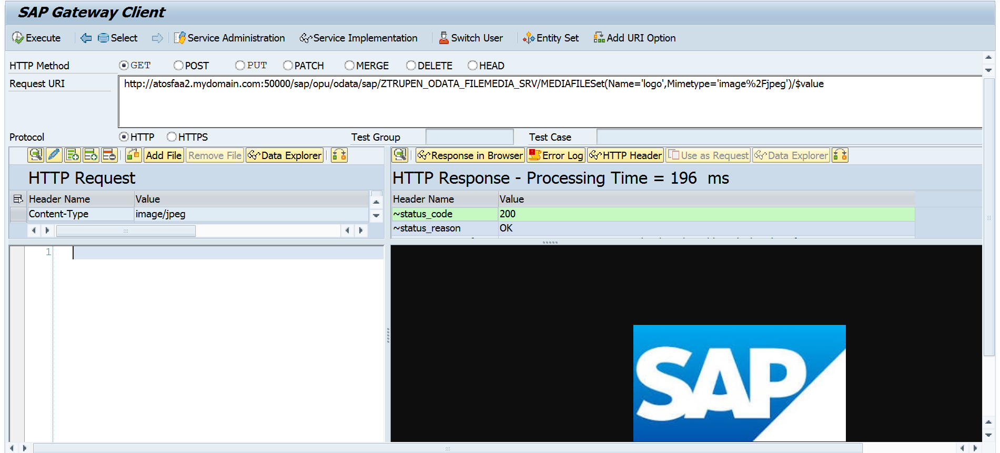 SAP Gateway Client
Execute Select Service Administration Service Implementation Switch User Entity Set Add URI Option
HTTP Method GET POST PUT PATCH MERGE DELETE HEAD
Request URI http://atosfaa2.mydomain.com:50000/sap/opu/odata/sap/ZTRUPEN_ODATA_FILEMEDIA_SRV/MEDIAFILESet(Name='logo',Mimetype='image%2Fjpeg')/$value
Protocol HTTP HTTPS Test Group Test Case
Add File Remove File Data Explorer Response in Browser Error Log HTTP Header Use as Request Data Explorer
HTTP Request HTTP Response - Processing Time = 196 ms
Header Name Value Header Name Value
Content-Type image/jpeg ~status_code 200
~status_reason OK
1
SAP